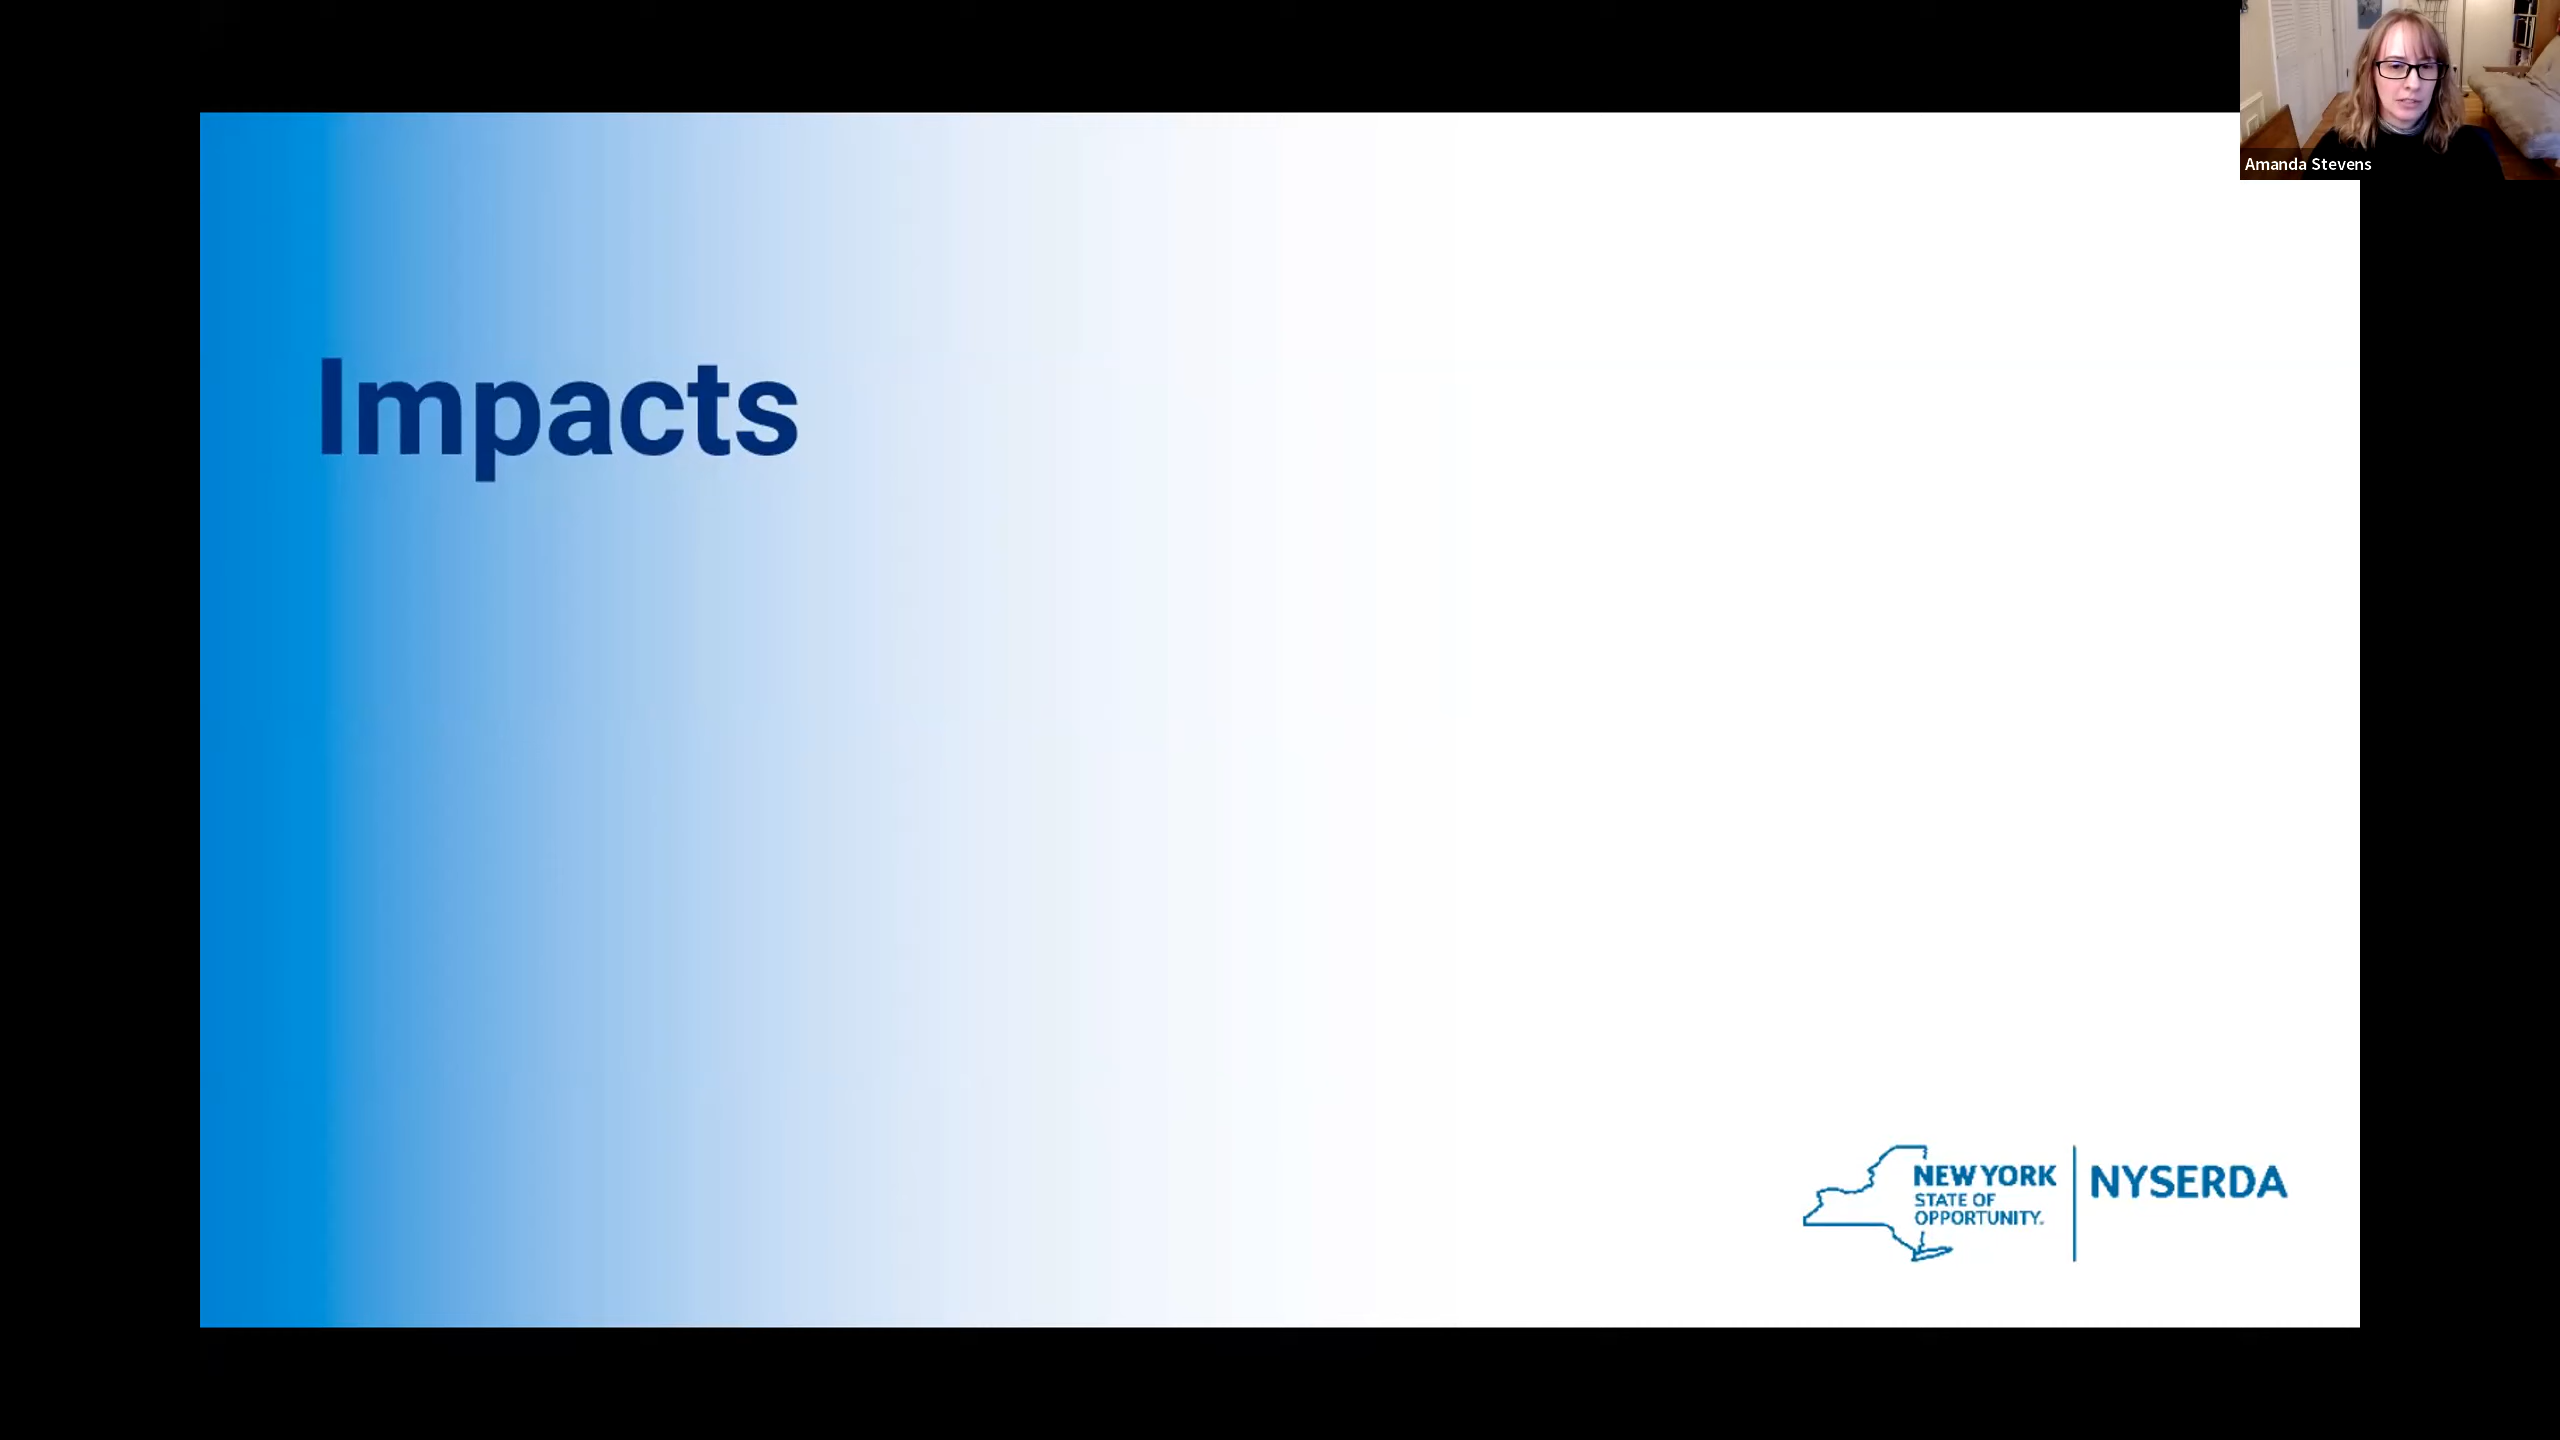 Amanda Stevens
Impacts
NEW YORK
STATE OF
OPPORTUNITY.
NYSERDA